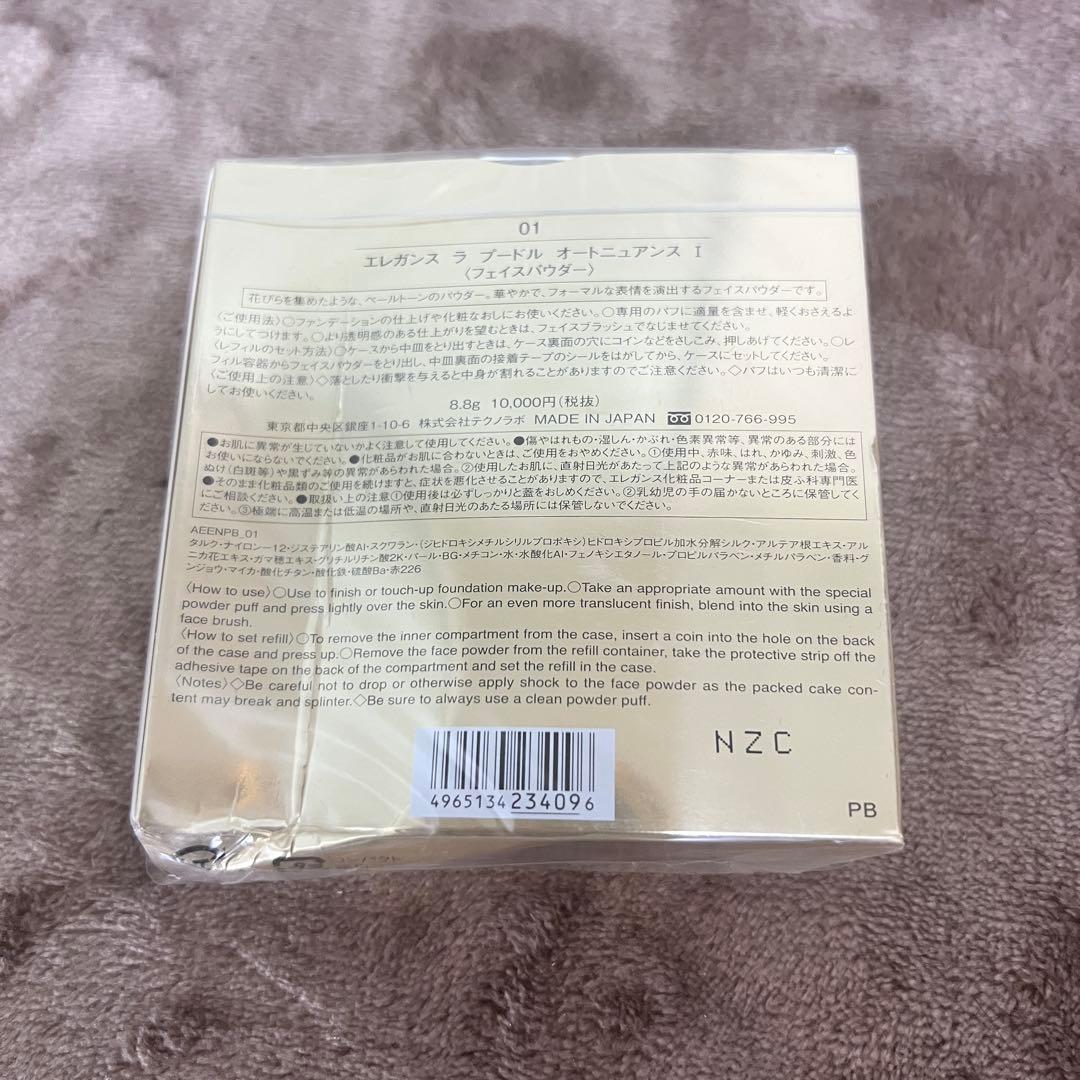 01
エレガンス ラ プードル オートニュアンス I
〈フェイスパウダー〉
花びらを集めたような、ペールトーンのパウダー。華やかで、フォーマルな表情を演出するフェイスパウダーです。
〈ご使用法〉○ファンデーションの仕上げや化粧なおしにお使いください。○専用のパフに適量を含ませ、軽くおさえるよ
うにしてつけます。○より透明感のある仕上がりを望むときは、フェイスブラッシュでなじませてください。
〈レフィルのセット方法〉○ケースから中皿をとり出すときは、ケース裏面の穴にコインなどをさしこみ、押しあげてください。○レ
フィル容器からフェイスパウダーをとり出し、中皿裏面の接着テープのシールをはがしてから、ケースにセットしてください。
〈ご使用上の注意〉◇落としたり衝撃を与えると中身が割れることがありますのでご注意ください。◇パフはいつも清潔に
してお使いください。
8.8g 10,000円(税抜)
東京都中央区銀座1-10-6 株式会社テクノラボ MADE IN JAPAN 0120-766-995
●お肌に異常が生じていないかよく注意して使用してください。●傷やはれもの・湿しん・かぶれ・色素異常等、異常のある部分には
お使いにならないでください。●化粧品がお肌に合わないときは、ご使用をおやめください。①使用中、赤味、はれ、かゆみ、刺激、色
ぬけ(白斑等)や黒ずみ等の異常があらわれた場合。②使用したお肌に、直射日光があたって上記のような異常があらわれた場合。
●そのまま化粧品類のご使用を続けますと、症状を悪化させることがありますので、エレガンス化粧品コーナーまたは皮ふ科専門医
にご相談ください。●取扱い上の注意①使用後は必ずしっかりと蓋をおしめください。②乳幼児の手の届かないところに保管してく
ださい。③極端に高温または低温の場所や、直射日光のあたる場所には保管しないでください。
AEENPB_01
タルク・ナイロン-12・ジステアリン酸Al・スクワラン・(ジヒドロキシメチルシリルプロポキシ)ヒドロキシプロピル加水分解シルク・アルテア根エキス・アル
ニカ花エキス・ガマ穂エキス・グリチルリチン酸2K・パール・BG・メチコン・水・水酸化Al・フェノキシエタノール・プロピルパラベン・メチルパラベン・香料・グ
ンジョウ・マイカ・酸化チタン・酸化鉄・硫酸Ba・赤226
〈How to use〉○Use to finish or touch-up foundation make-up.○Take an appropriate amount with the special
powder puff and press lightly over the skin.○For an even more translucent finish, blend into the skin using a
face brush.
〈How to set refill〉○To remove the inner compartment from the case, insert a coin into the hole on the back
of the case and press up.○Remove the face powder from the refill container, take the protective strip off the
adhesive tape on the back of the compartment and set the refill in the case.
〈Notes〉◇Be careful not to drop or otherwise apply shock to the face powder as the packed cake con-
tent may break and splinter.◇Be sure to always use a clean powder puff.
NZC
4965134234096
PB